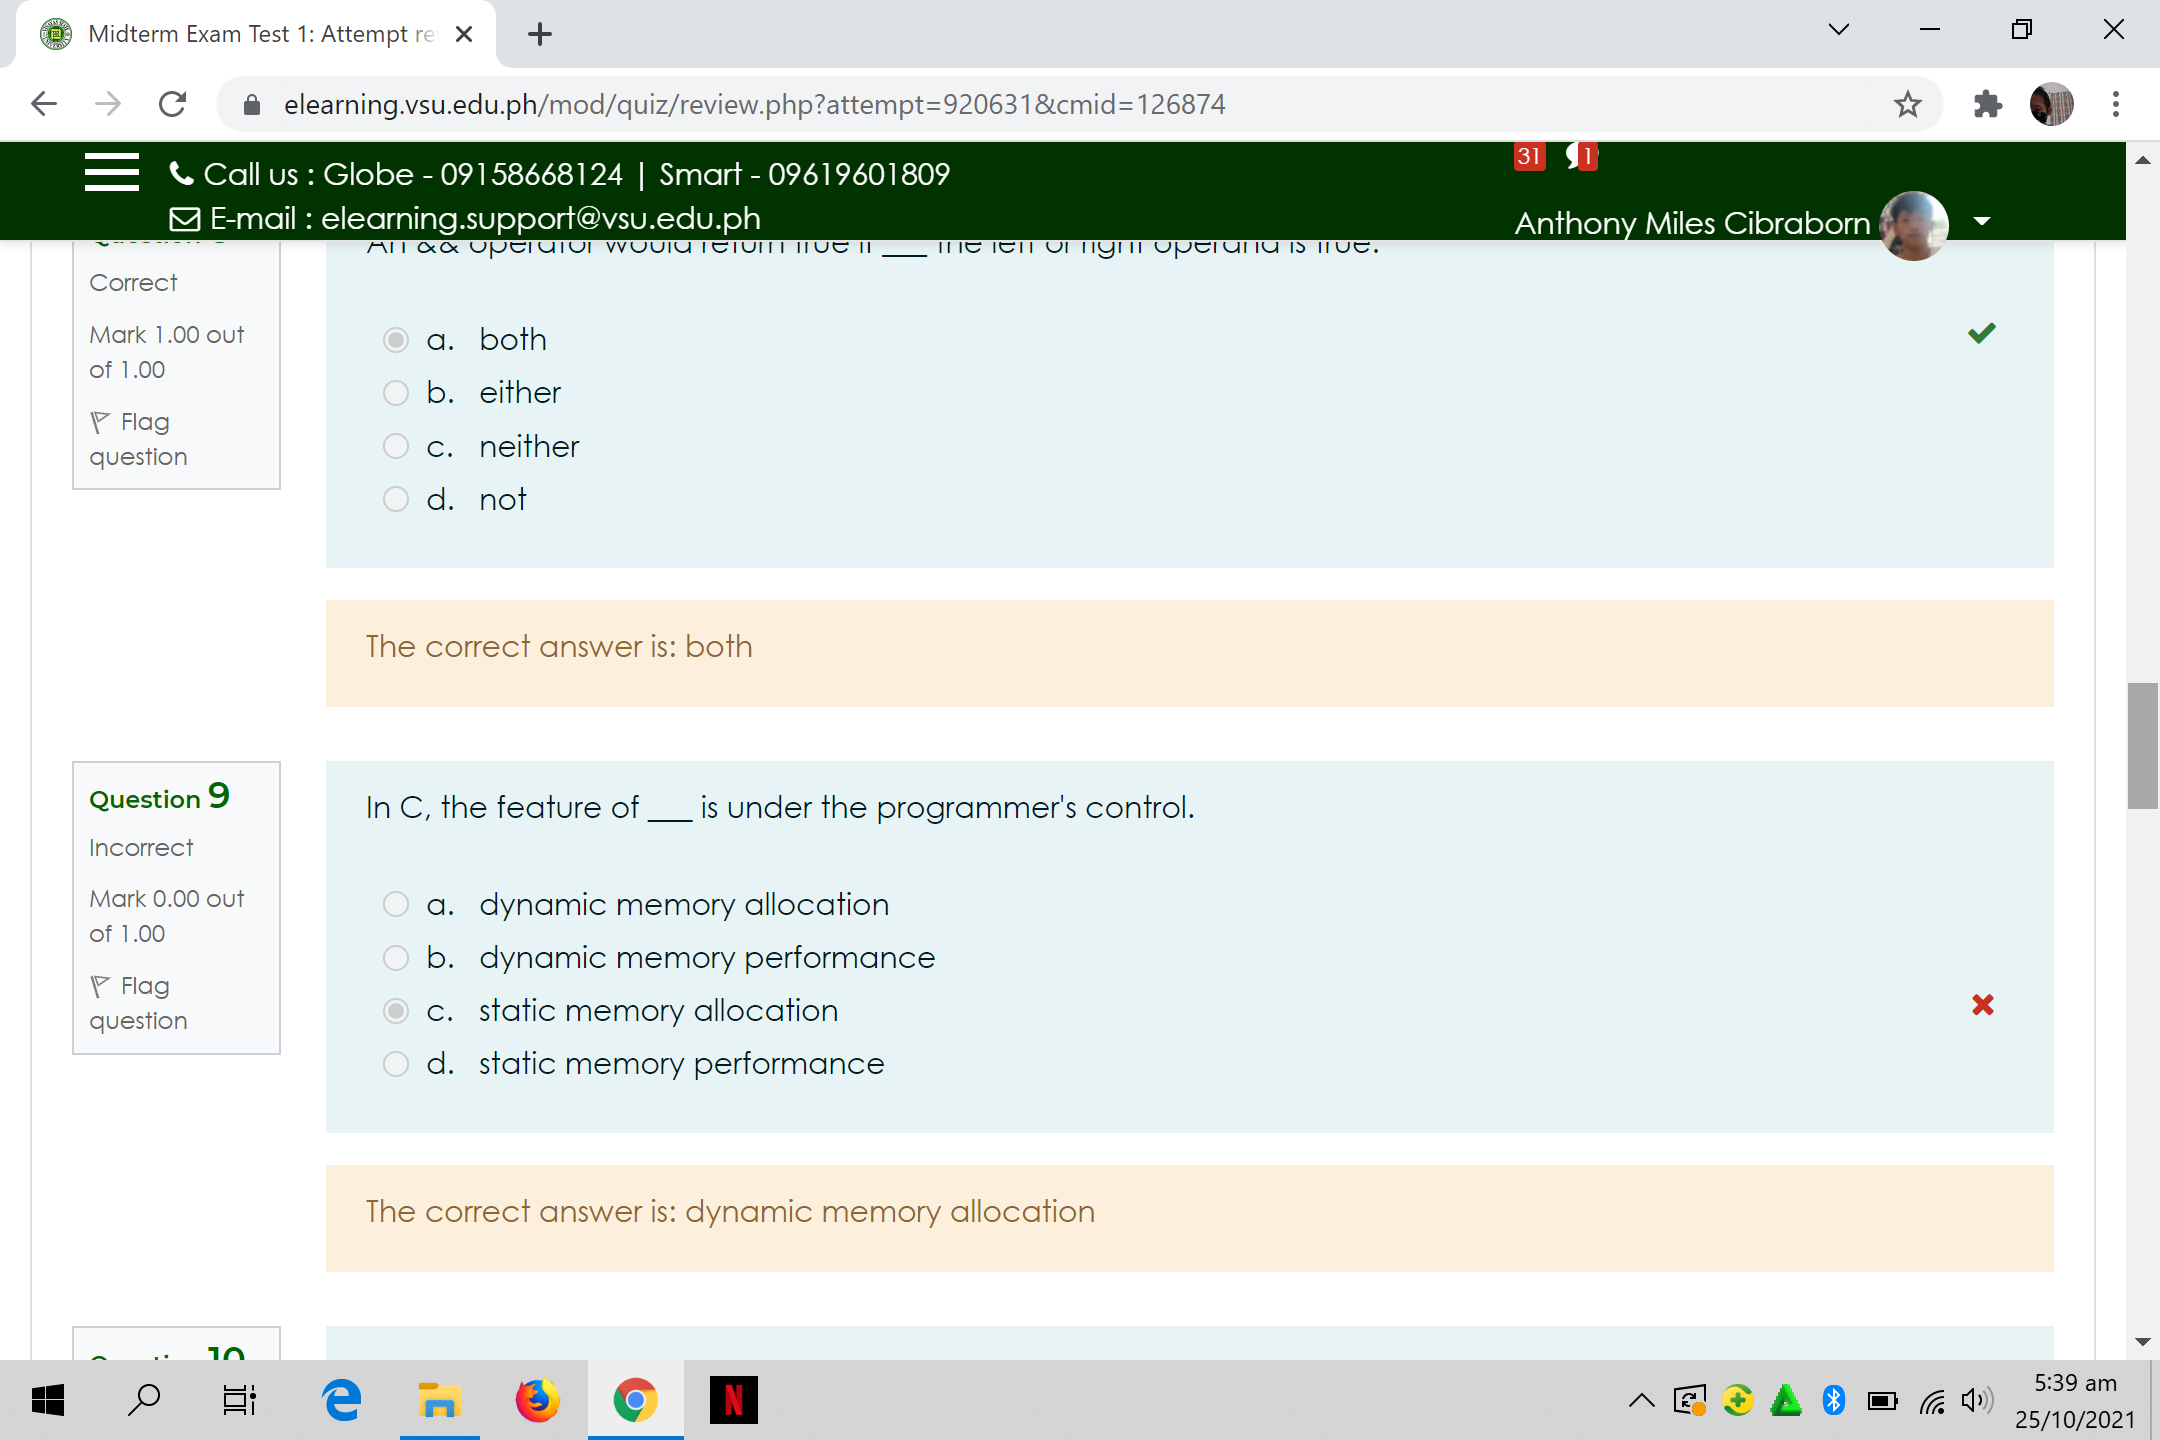 Midterm Exam Test 1: Attempt re
elearning.vsu.edu.ph/mod/quiz/review.php?attempt=920631&cmid=126874
Call us : Globe - 09158668124 | Smart - 09619601809
31
1
E-mail : elearning.support@vsu.edu.ph
Anthony Miles Cibraborn
An && operator would return true if ___ the left or right operand is true.
Correct
Mark 1.00 out
of 1.00
Flag
question
a. both
b. either
c. neither
d. not
The correct answer is: both
Question 9
Incorrect
Mark 0.00 out
of 1.00
Flag
question
In C, the feature of ___ is under the programmer's control.
a. dynamic memory allocation
b. dynamic memory performance
c. static memory allocation
d. static memory performance
The correct answer is: dynamic memory allocation
Question 10
5:39 am
25/10/2021